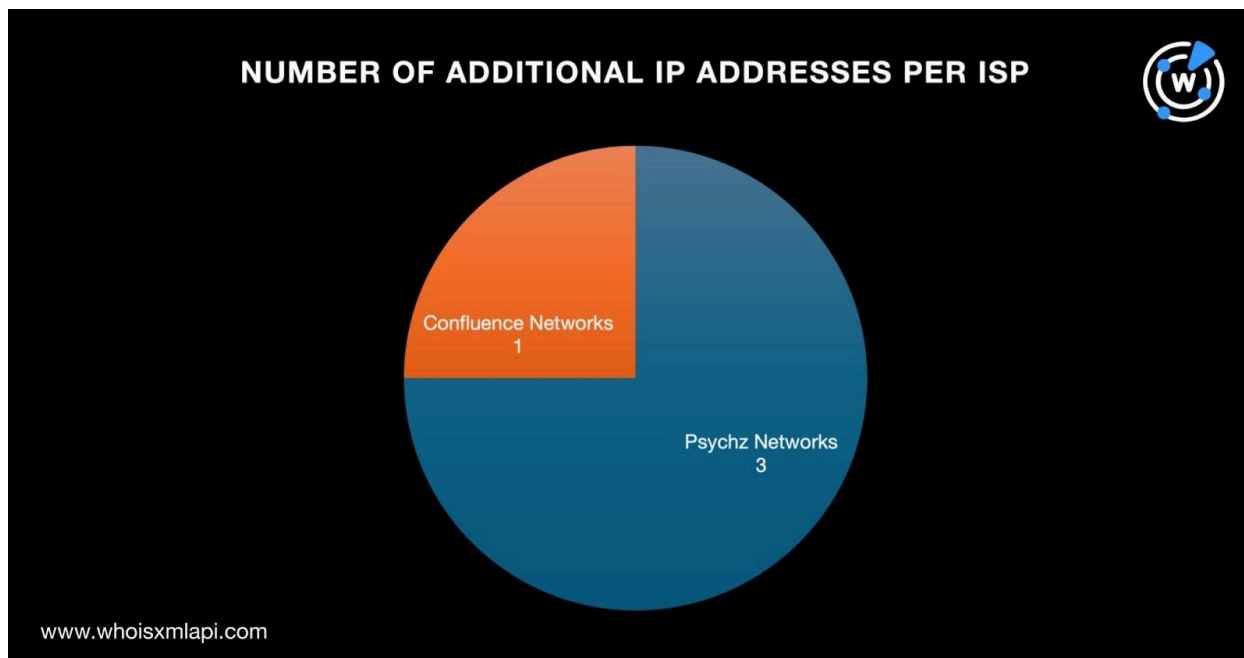 NUMBER OF ADDITIONAL IP ADDRESSES PER ISP
W
Confluence Networks
1
Psychz Networks
3
www.whoisxmlapi.com